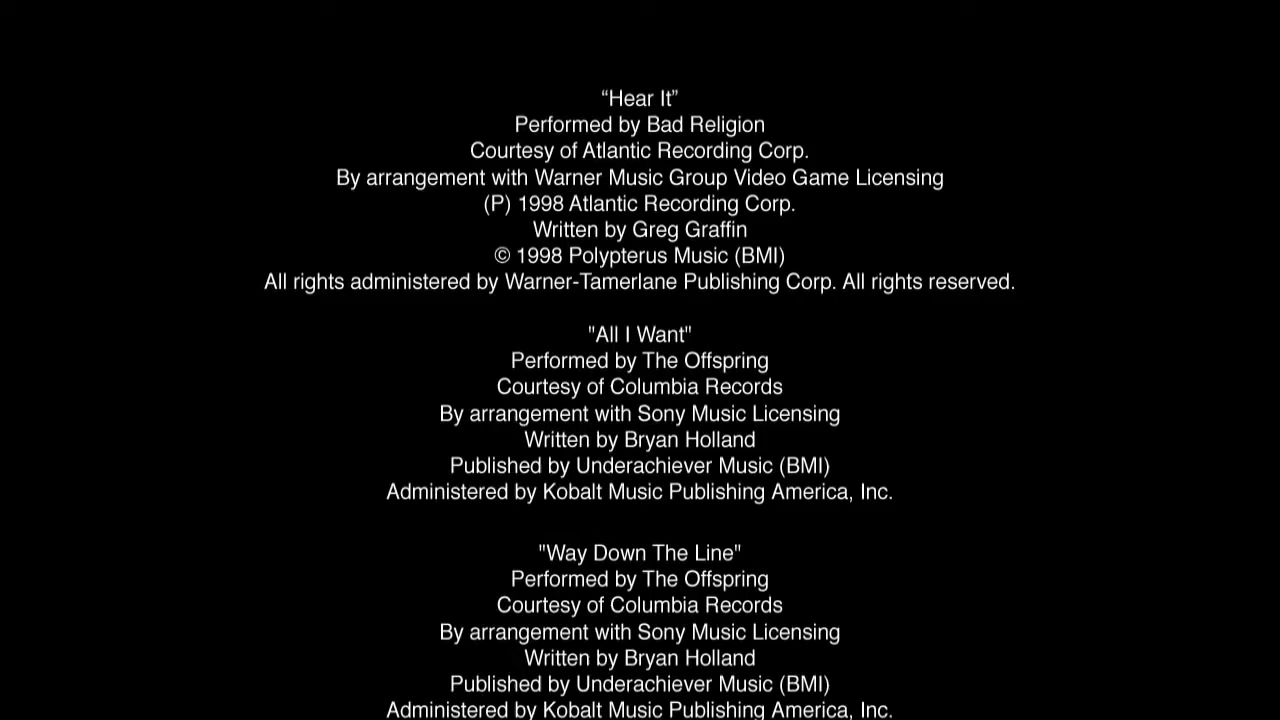 “Hear It”
Performed by Bad Religion
Courtesy of Atlantic Recording Corp.
By arrangement with Warner Music Group Video Game Licensing
(P) 1998 Atlantic Recording Corp.
Written by Greg Graffin
© 1998 Polypterus Music (BMI)
All rights administered by Warner-Tamerlane Publishing Corp. All rights reserved.
"All I Want"
Performed by The Offspring
Courtesy of Columbia Records
By arrangement with Sony Music Licensing
Written by Bryan Holland
Published by Underachiever Music (BMI)
Administered by Kobalt Music Publishing America, Inc.
"Way Down The Line"
Performed by The Offspring
Courtesy of Columbia Records
By arrangement with Sony Music Licensing
Written by Bryan Holland
Published by Underachiever Music (BMI)
Administered by Kobalt Music Publishing America, Inc.